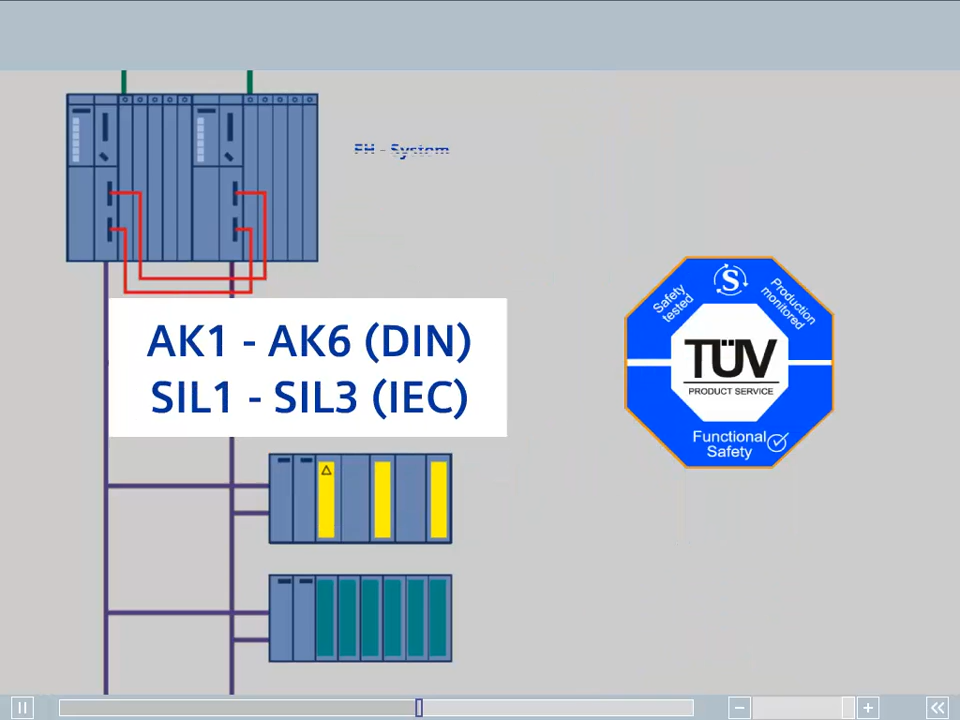 FH - System
AK1 - AK6 (DIN)
SIL1 - SIL3 (IEC)
Safety
tested
S
Production
monitored
TÜV
PRODUCT SERVICE
Functional
Safety